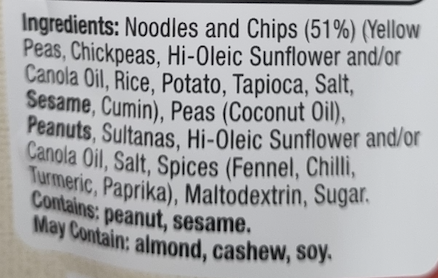 Ingredients: Noodles and Chips (51%) (Yellow
Peas, Chickpeas, Hi-Oleic Sunflower and/or
Canola Oil, Rice, Potato, Tapioca, Salt,
Sesame, Cumin), Peas (Coconut Oil),
Peanuts, Sultanas, Hi-Oleic Sunflower and/or
Canola Oil, Salt, Spices (Fennel, Chilli,
Turmeric, Paprika), Maltodextrin, Sugar.
Contains: peanut, sesame.
May Contain: almond, cashew, soy.